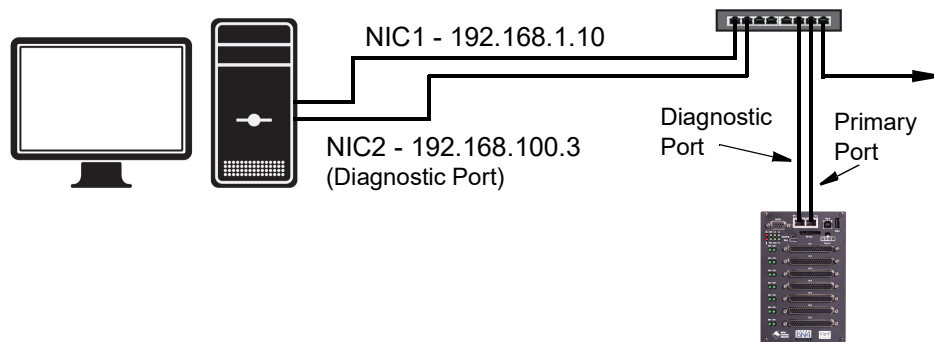 NIC1 - 192.168.1.10
NIC2 - 192.168.100.3
(Diagnostic Port)
Diagnostic
Port
Primary
Port